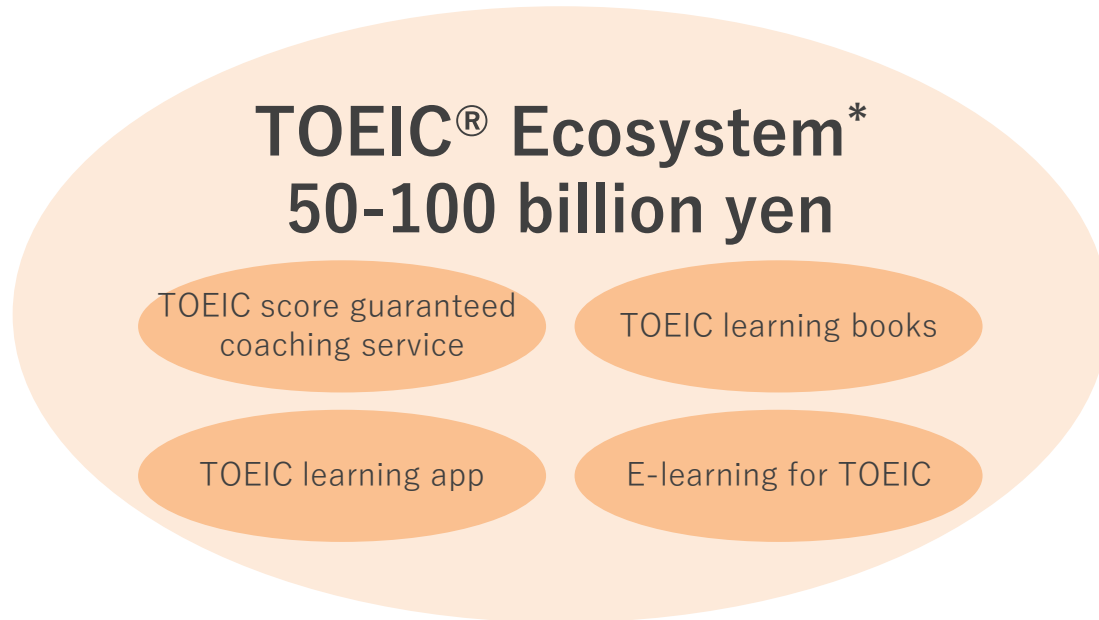 TOEIC® Ecosystem*
50-100 billion yen
TOEIC score guaranteed
coaching service
TOEIC learning books
TOEIC learning app
E-learning for TOEIC